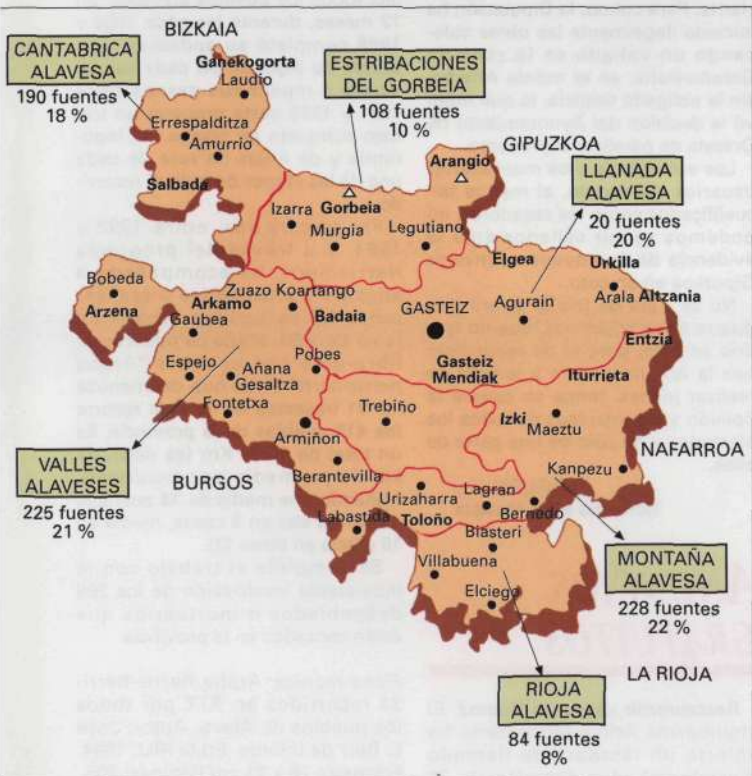 BIZKAIA
CANTABRICA
ALAVESA
190 fuentes
18 %
Ganekogorta
Laudio
Errespalditza
Amurrio
Salbada
ESTRIBACIONES
DEL GORBEIA
108 fuentes
10 %
GIPUZKOA
Arangio
LLANADA
ALAVESA
20 fuentes
20 %
Izarra
Gorbeia
Murgia
Legutiano
Elgea
Urkilla
Bobeda
Arzena
Arkamo
Zuazo Koartango
Gaubea
Badaia
GASTEIZ
Agurain
Arala
Altzania
Entzia
Espejo
Añana
Gesaltza
Pobes
Gasteiz
Mendiak
Iturrieta
Fontetxa
Trebiño
Izki
Maeztu
Armiñon
VALLES
ALAVESES
225 fuentes
21 %
BURGOS
NAFARROA
Berantevilla
Kanpezu
Urizaharra
Lagran
Bernedo
Labastida
Toloño
Biasteri
Villabuena
Elciego
MONTAÑA
ALAVESA
228 fuentes
22 %
LA RIOJA
RIOJA
ALAVESA
84 fuentes
8%